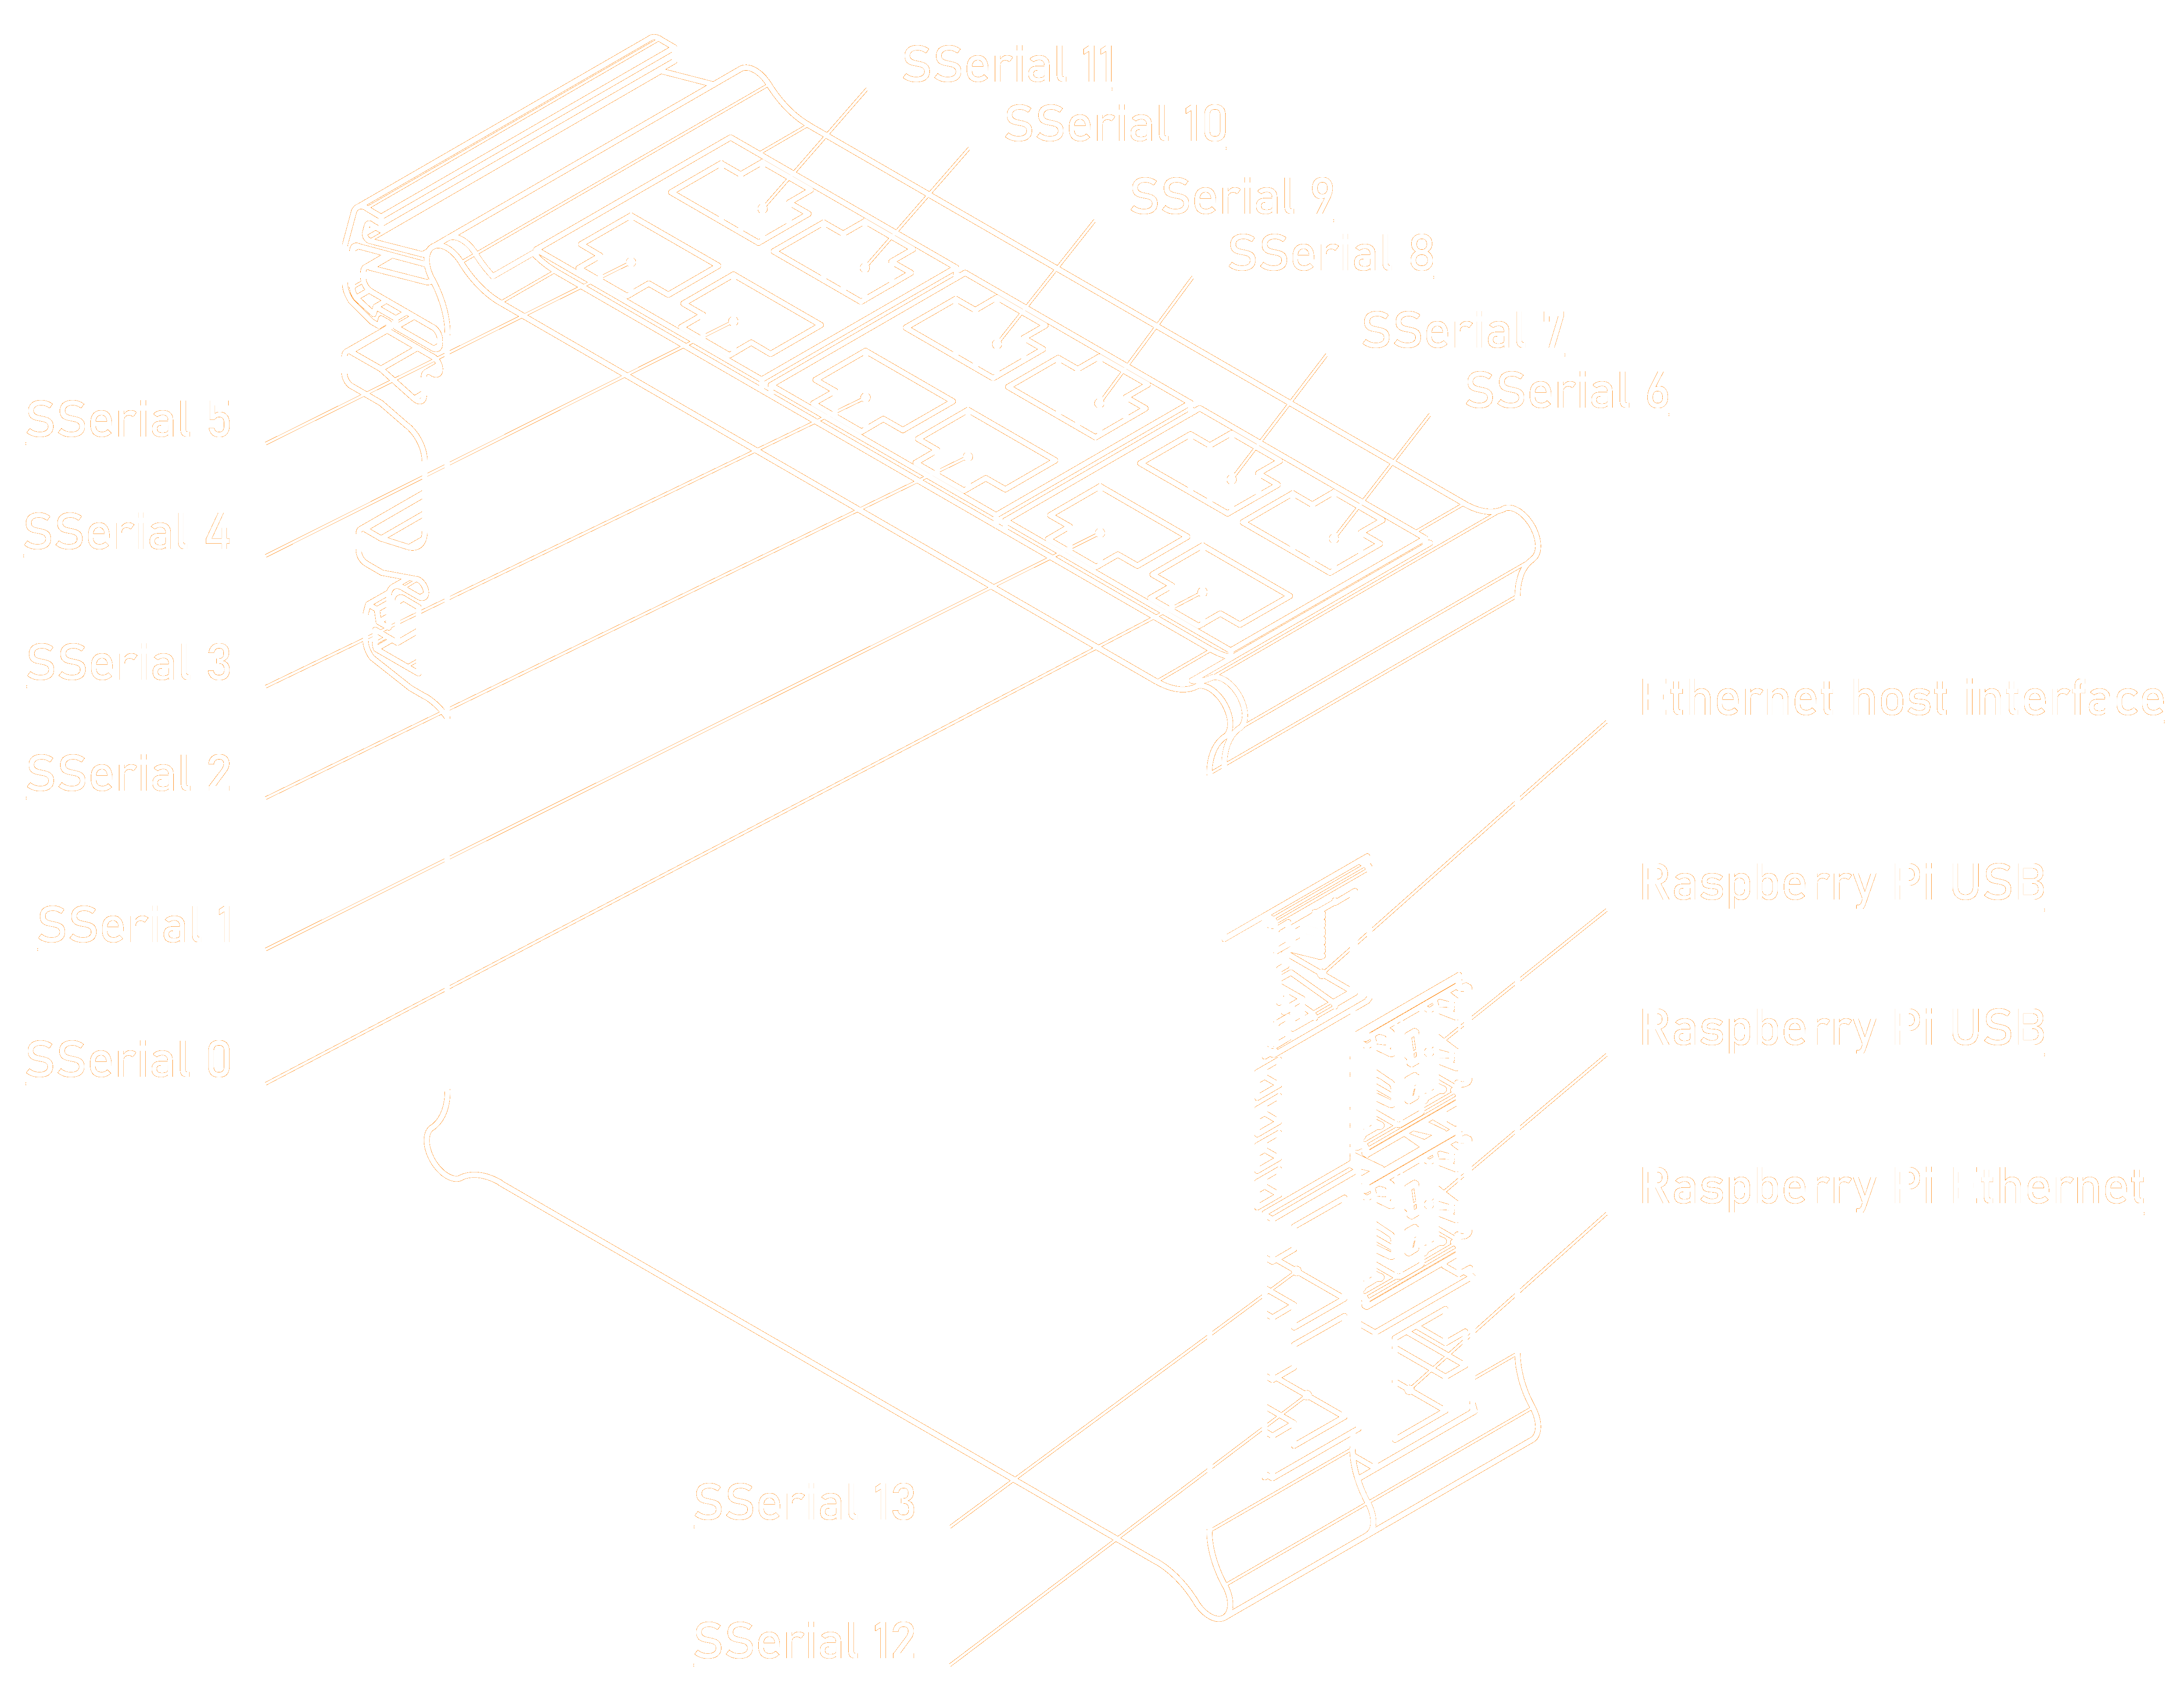 SSerial 11
SSerial 10
SSerial 9
SSerial 8
SSerial 7
SSerial 6
SSerial 5
SSerial 4
SSerial 3
SSerial 2
SSerial 1
SSerial 0
Ethernet host interface
Raspberry Pi USB
Raspberry Pi USB
Raspberry Pi Ethernet
SSerial 13
SSerial 12